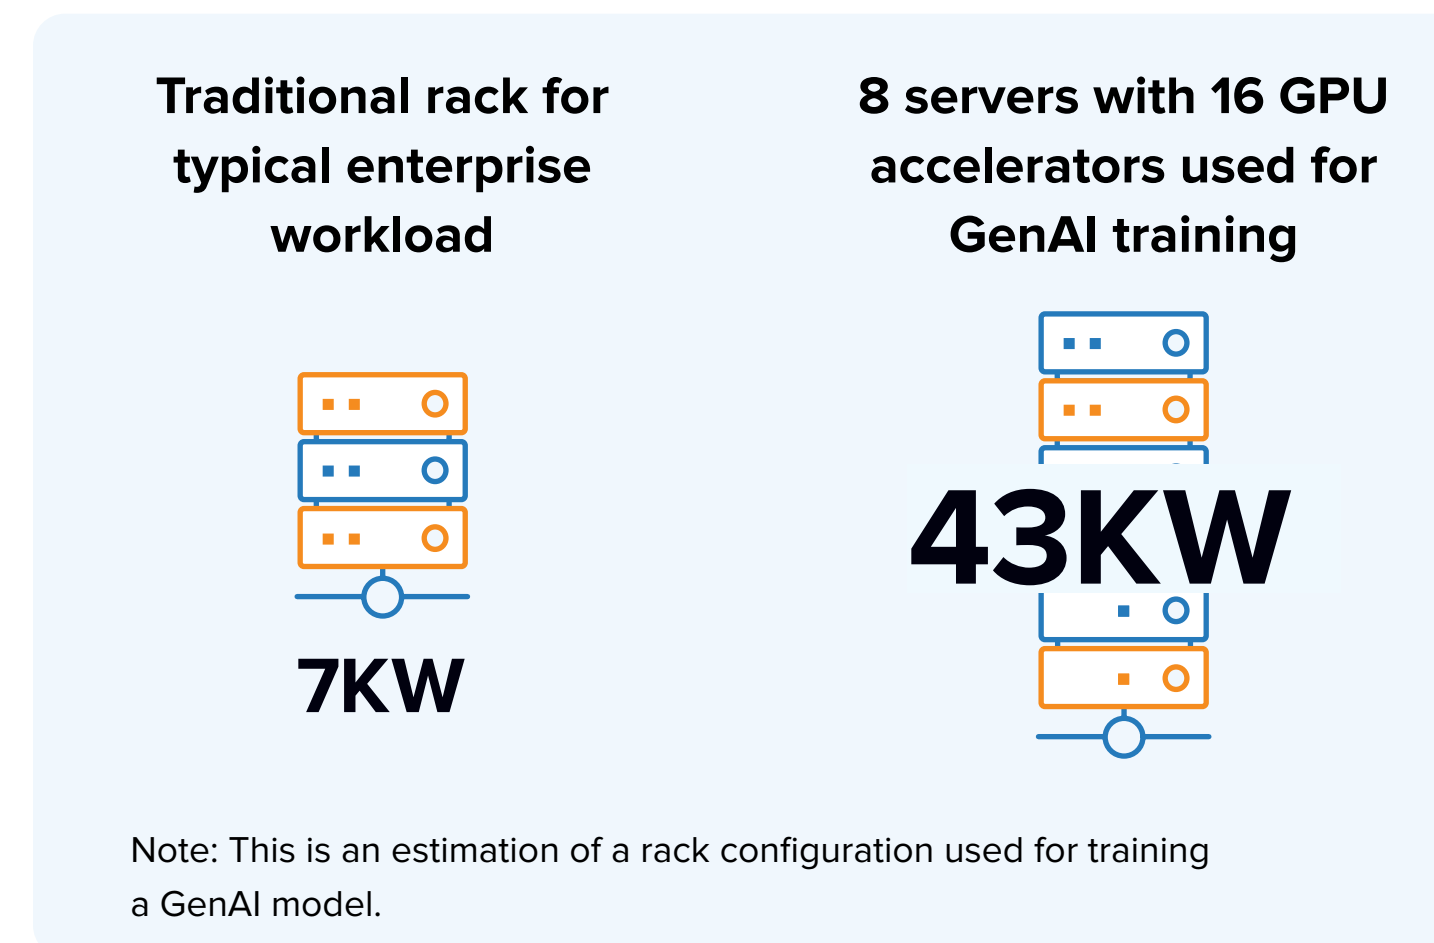 Traditional rack for
typical enterprise
workload
7KW
8 servers with 16 GPU
accelerators used for
GenAI training
43KW
Note: This is an estimation of a rack configuration used for training
a GenAI model.